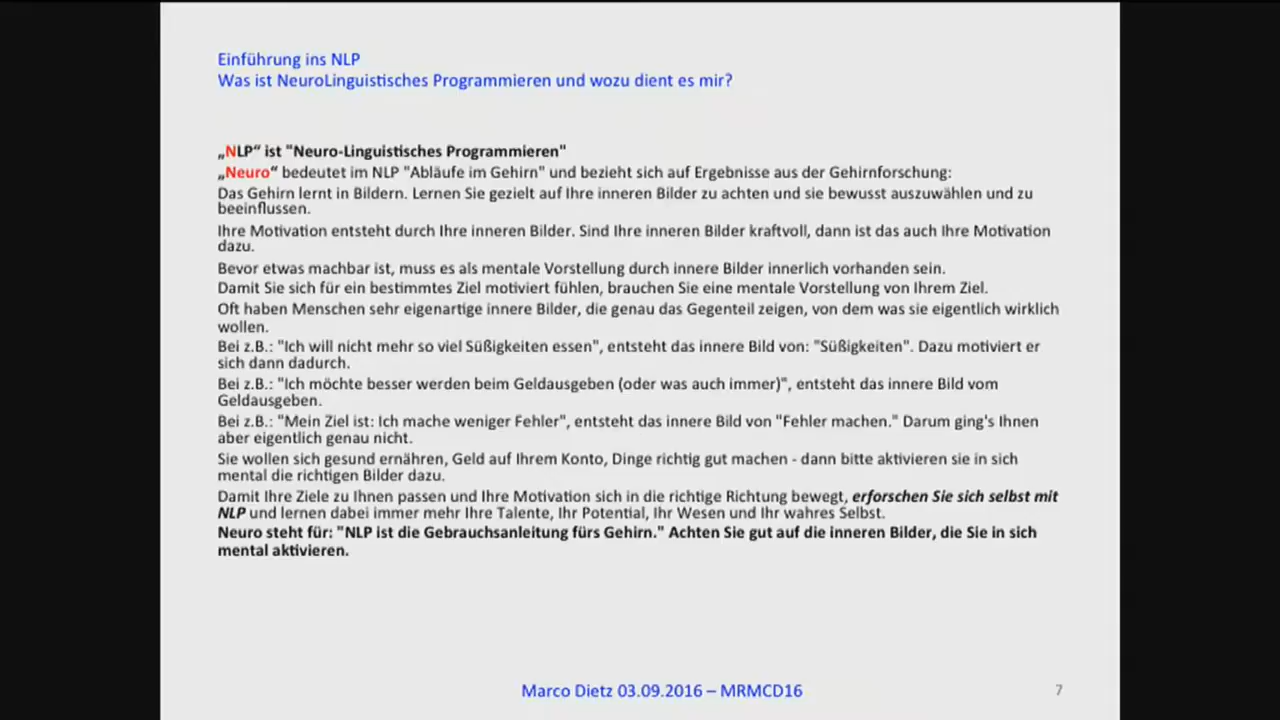 Einführung ins NLP
Was ist NeuroLinguistisches Programmieren und wozu dient es mir?
„NLP“ ist "Neuro-Linguistisches Programmieren"
„Neuro“ bedeutet im NLP "Abläufe im Gehirn" und bezieht sich auf Ergebnisse aus der Gehirnforschung:
Das Gehirn lernt in Bildern. Lernen Sie gezielt auf Ihre inneren Bilder zu achten und sie bewusst auszuwählen und zu
beeinflussen.
Ihre Motivation entsteht durch Ihre inneren Bilder. Sind Ihre inneren Bilder kraftvoll, dann ist das auch Ihre Motivation
dazu.
Bevor etwas machbar ist, muss es als mentale Vorstellung durch innere Bilder innerlich vorhanden sein.
Damit Sie sich für ein bestimmtes Ziel motiviert fühlen, brauchen Sie eine mentale Vorstellung von Ihrem Ziel.
Oft haben Menschen sehr eigenartige innere Bilder, die genau das Gegenteil zeigen, von dem was sie eigentlich wirklich
wollen.
Bei z.B.: "Ich will nicht mehr so viel Süßigkeiten essen", entsteht das innere Bild von: "Süßigkeiten". Dazu motiviert er
sich dann dadurch.
Bei z.B.: "Ich möchte besser werden beim Geldausgeben (oder was auch immer)", entsteht das innere Bild vom
Geldausgeben.
Bei z.B.: "Mein Ziel ist: Ich mache weniger Fehler", entsteht das innere Bild von "Fehler machen." Darum ging's Ihnen
aber eigentlich genau nicht.
Sie wollen sich gesund ernähren, Geld auf Ihrem Konto, Dinge richtig gut machen - dann bitte aktivieren sie in sich
mental die richtigen Bilder dazu.
Damit Ihre Ziele zu Ihnen passen und Ihre Motivation sich in die richtige Richtung bewegt, erforschen Sie sich selbst mit
NLP und lernen dabei immer mehr Ihre Talente, Ihr Potential, Ihr Wesen und Ihr wahres Selbst.
Neuro steht für: "NLP ist die Gebrauchsanleitung fürs Gehirn." Achten Sie gut auf die inneren Bilder, die Sie in sich
mental aktivieren.
Marco Dietz 03.09.2016 – MRMCD16
7